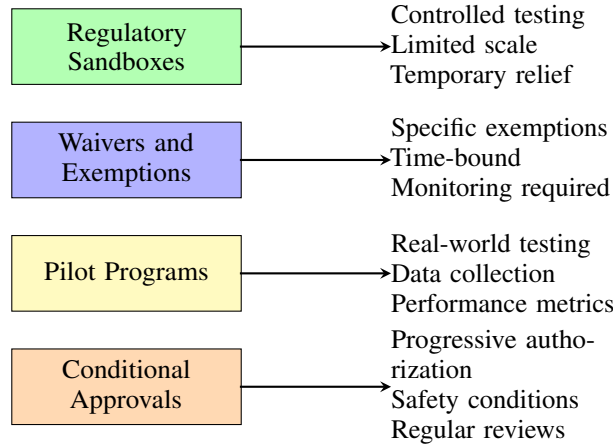 Regulatory
Sandboxes
Controlled testing
Limited scale
Temporary relief
Waivers and
Exemptions
Specific exemptions
Time-bound
Monitoring required
Pilot Programs
Real-world testing
Data collection
Performance metrics
Conditional
Approvals
Progressive autho-
rization
Safety conditions
Regular reviews